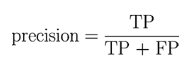 precision = TP / (TP + FP)